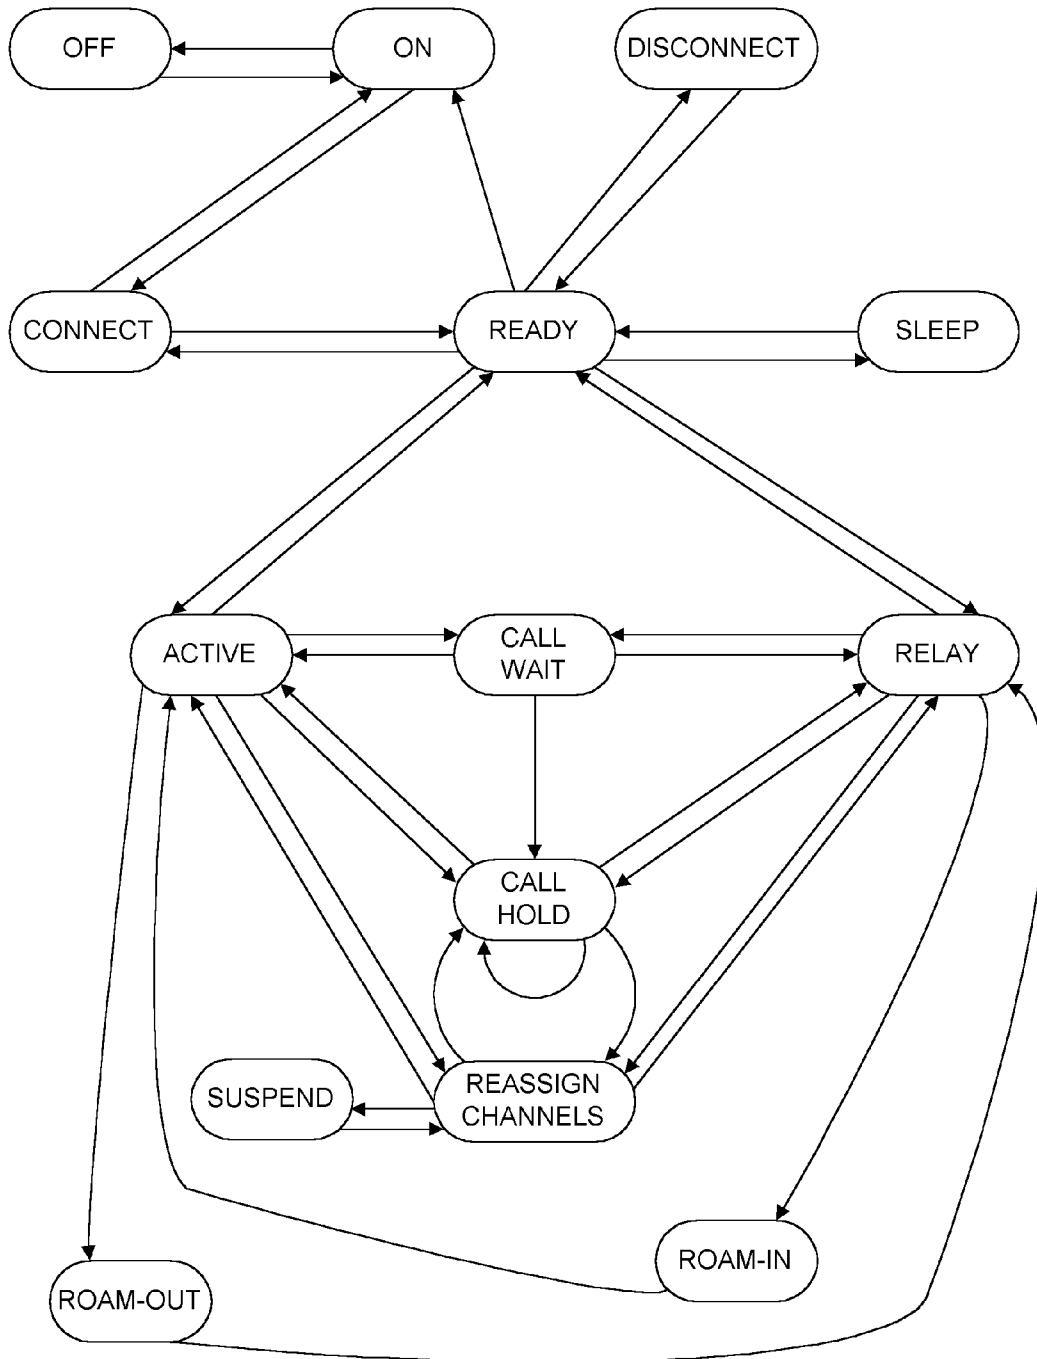 OFF
ON
DISCONNECT
CONNECT
READY
SLEEP
ACTIVE
CALL
WAIT
RELAY
CALL
HOLD
SUSPEND
REASSIGN
CHANNELS
ROAM-IN
ROAM-OUT